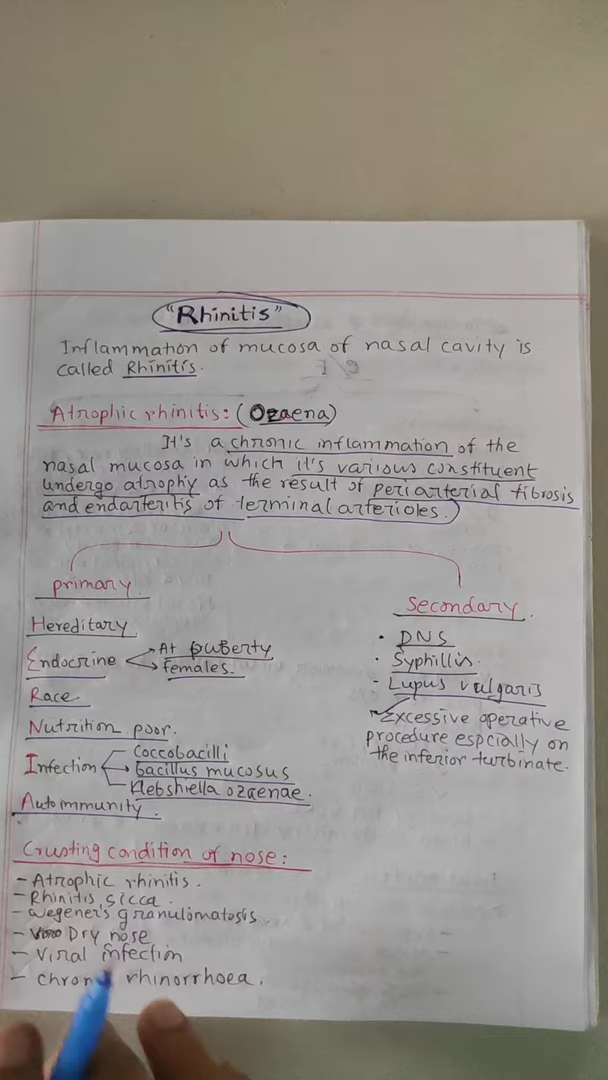 "Rhinitis"
Inflammation of mucosa of nasal cavity is
called Rhinitis.
Atrophic rhinitis: (Ozaena)
It's a chronic inflammation of the
nasal mucosa in which it's various constituent
undergo atrophy as the result of periarterial fibrosis
and endarteritis of terminal arterioles.
primary.
Hereditary
Endocrine At puberty
Females.
Race.
Nutrition poor.
Infection Coccobacilli
bacillus mucosus
Klebshiella ozaenae.
Autoimmunity.
Secondary.
• DNS
• Syphillis.
- Lupus vulgaris
Excessive operative
procedure espcially on
the inferior turbinate.
Crusting condition of nose:
- Atrophic rhinitis.
- Rhinitis sicca.
- Wegener's granulomatosis.
- Dry nose
- Viral infection
- rhinorrhoea.